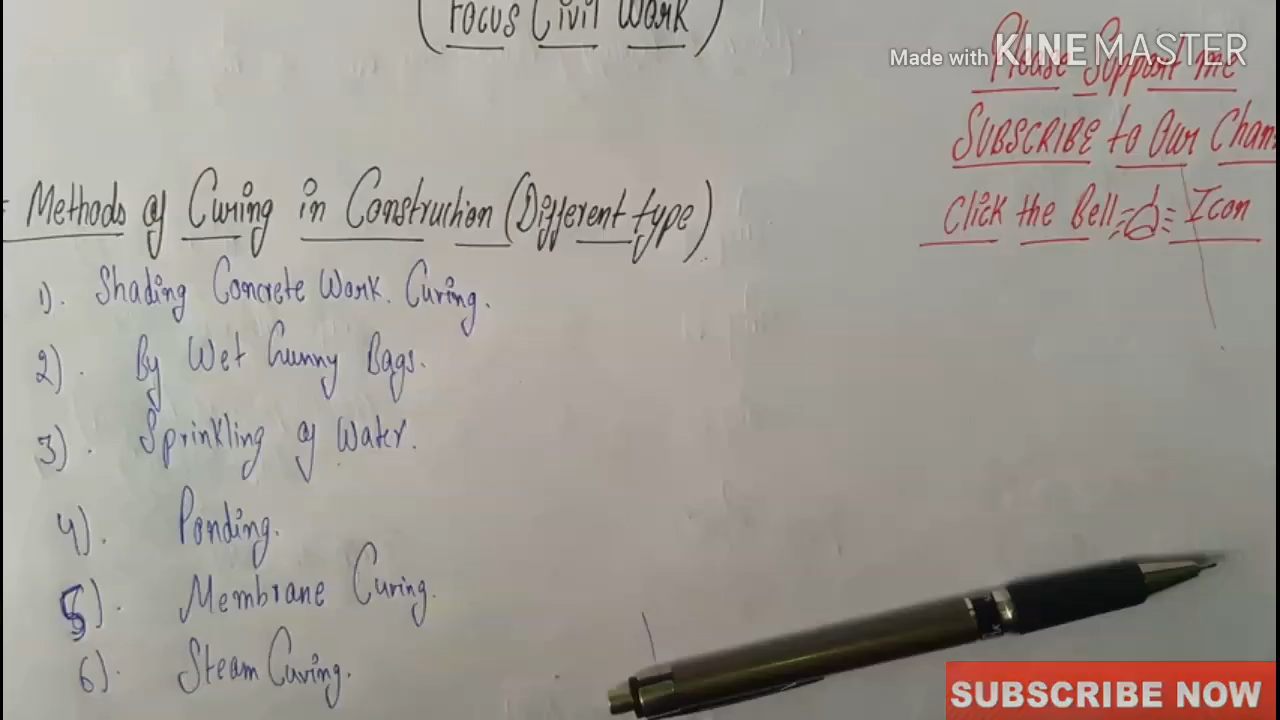 (Focus Civil Work)
Made with KINEMASTER
Please Support me
SUBSCRIBE to Our Chan
Click the Bell Icon
Methods of Curing in Construction (Different type)
1). Shading Concrete Work. Curing.
2). By Wet Gunny Bags.
3). Sprinkling of Water.
4). Ponding.
5). Membrane Curing.
6). Steam Curing.
SUBSCRIBE NOW